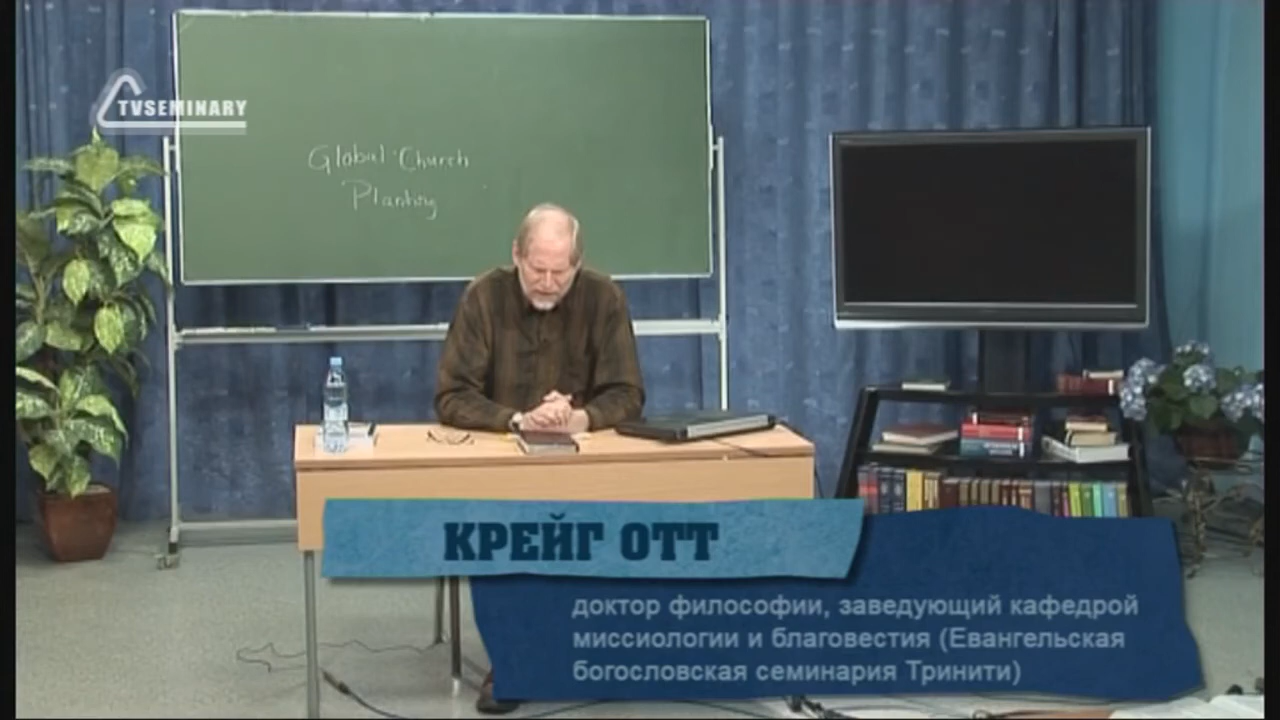 TVSEMINARY
Global Church
Planting
КРЕЙГ ОТТ
доктор философии, заведующий кафедрой
миссиологии и благовестия (Евангельская
богословская семинария Тринити)